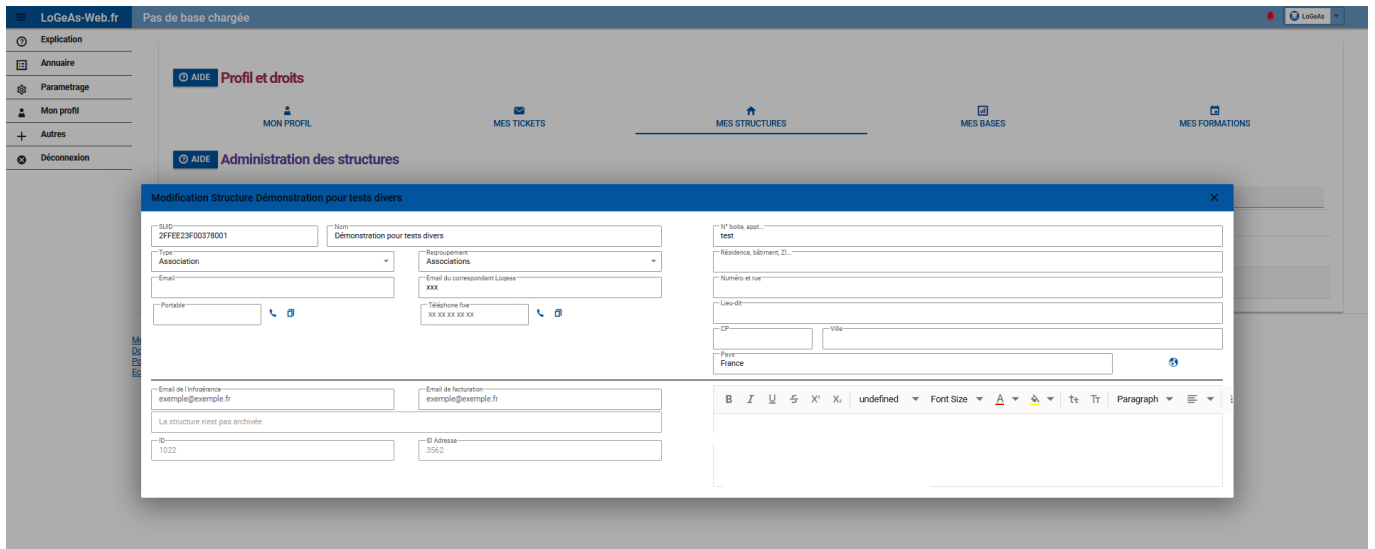 LoGeAs-Web.fr Pas de base chargée LoGeAs
Explication
Annuaire
Parametrage
Mon profil
Autres
Déconnexion
AIDE Profil et droits
MON PROFIL MES TICKETS MES STRUCTURES MES BASES MES FORMATIONS
AIDE Administration des structures
Modification Structure Démonstration pour tests divers
SUID Nom N° boite, appt...
2FFEE23F00378001 Démonstration pour tests divers test
Type Regroupement Résidence, bâtiment, ZI...
Association Associations
Email Email du correspondant Logeas Numéro et rue
xxx
Portable Téléphone fixe Lieu-dit
xx xx xx xx xx
CP Ville
Pays
France
Email de l'infogérance Email de facturation
exemple@exemple.fr exemple@exemple.fr
B I U S X² X₂ undefined Font Size A Tt Tr Paragraph
La structure n'est pas archivée
ID ID Adresse
1022 3562